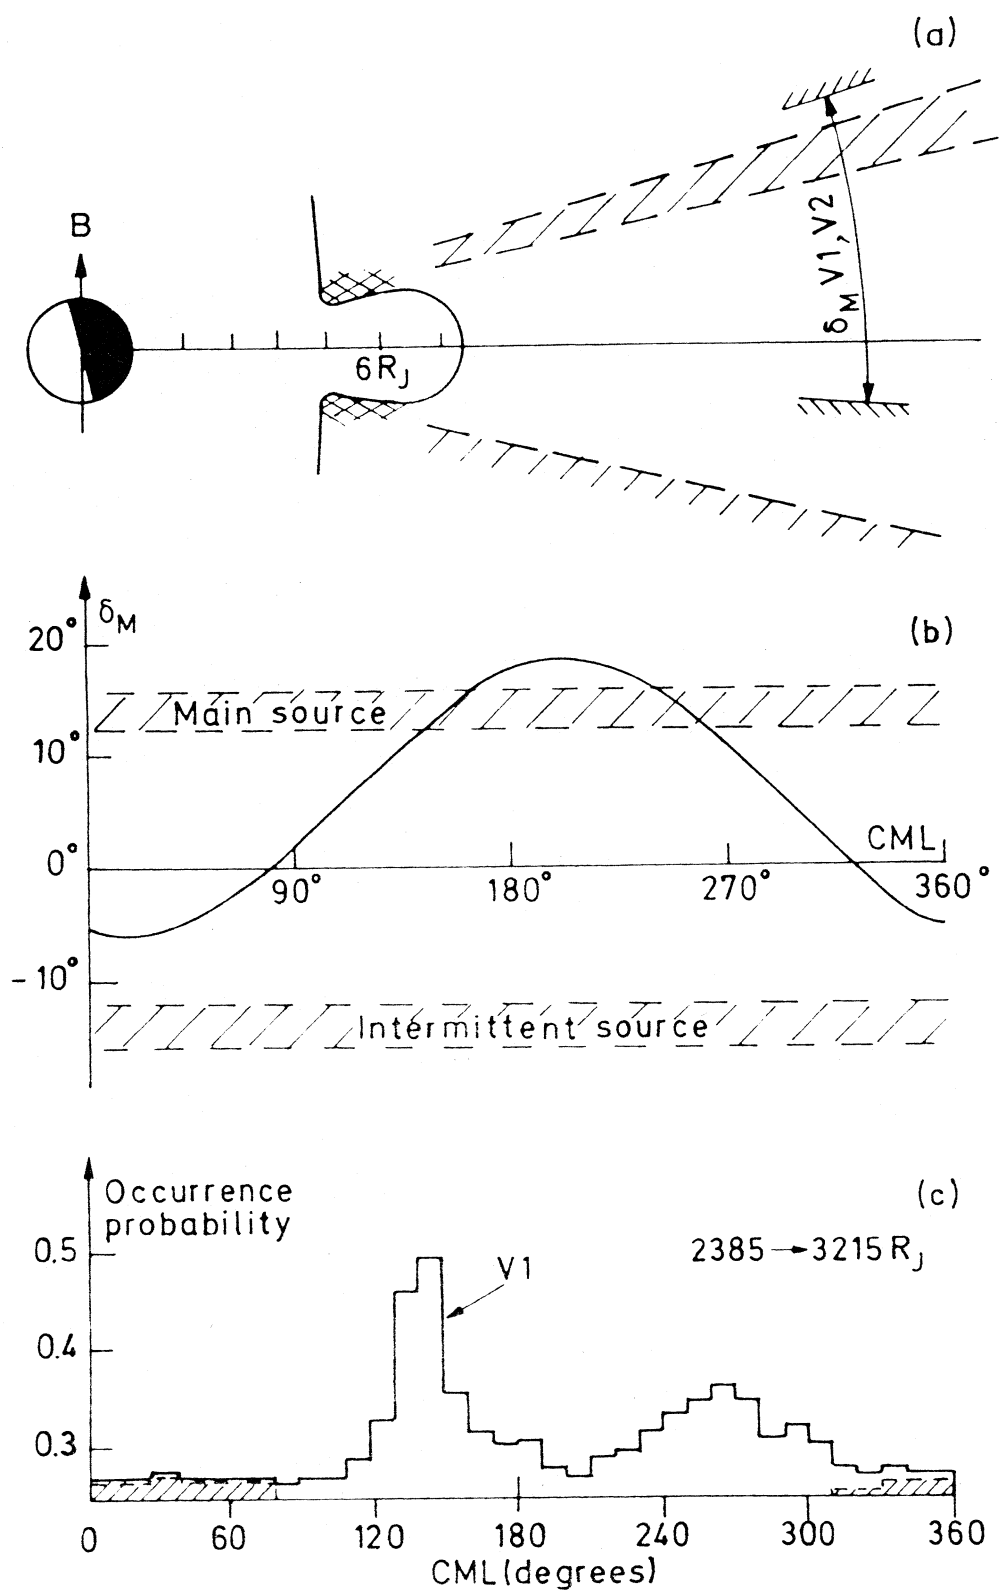 (a)
B
δM V1, V2
6RJ
δM
(b)
20°
Main source
10°
CML
0°
90° 180° 270° 360°
-10°
Intermittent source
Occurrence
probability
(c)
0.5
V1
2385→3215 RJ
0.4
0.3
0 60 120 180 240 300 360
CML (degrees)